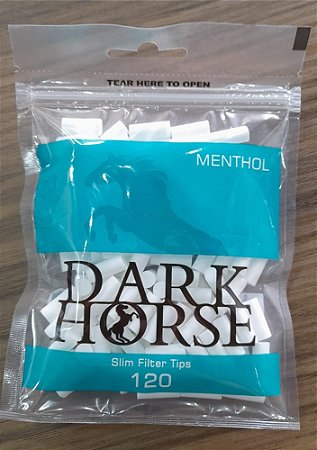 TEAR HERE TO OPEN
MENTHOL
DARK
HORSE
Slim Filter Tips
120